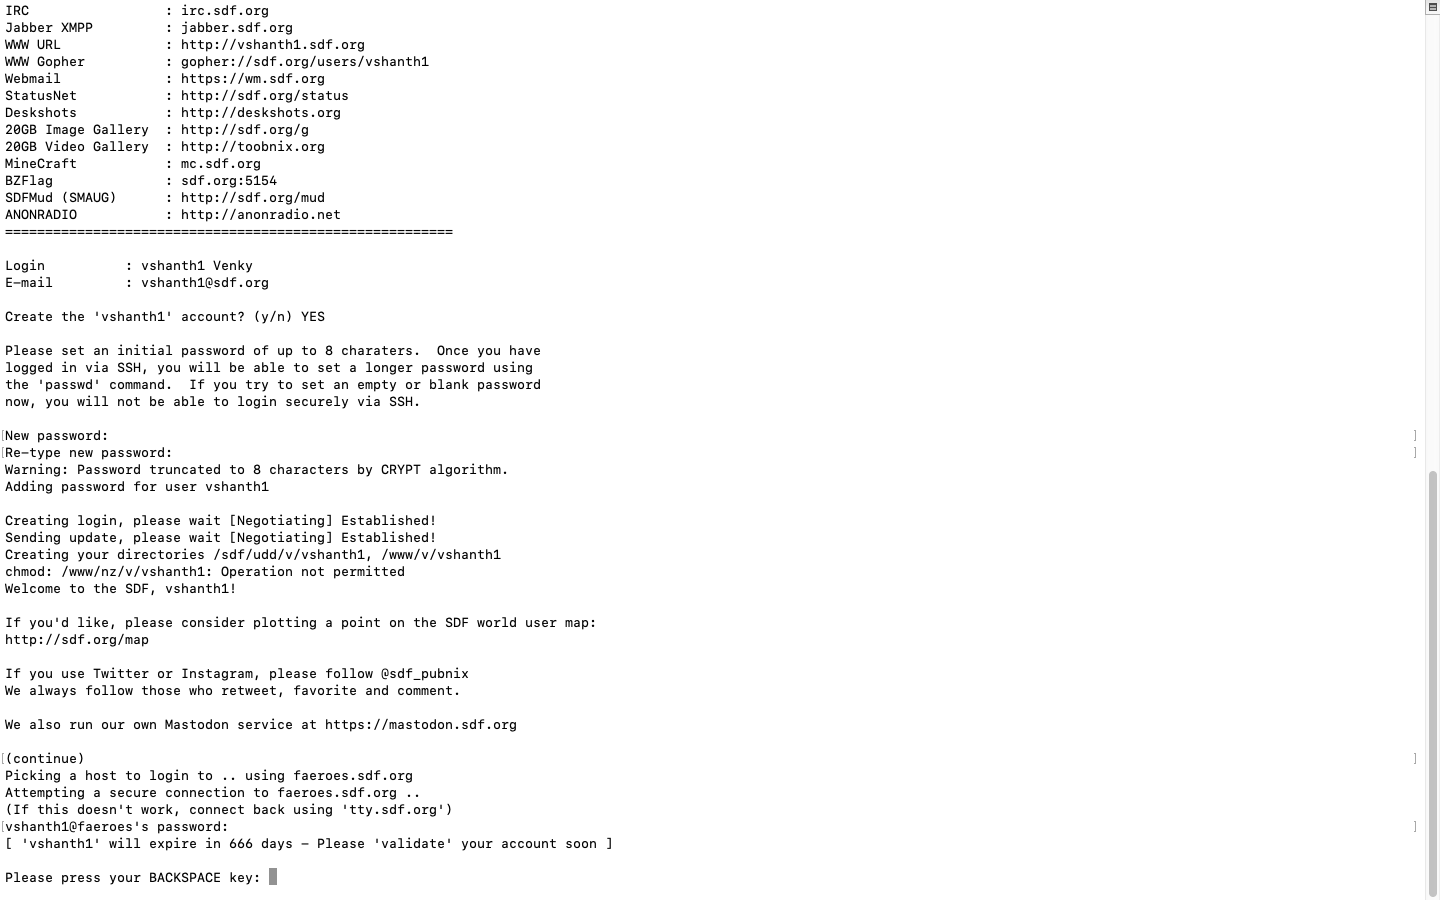 IRC                 : irc.sdf.org
Jabber XMPP         : jabber.sdf.org
WWW URL             : http://vshanth1.sdf.org
WWW Gopher          : gopher://sdf.org/users/vshanth1
Webmail             : https://wm.sdf.org
StatusNet           : http://sdf.org/status
Deskshots           : http://deskshots.org
20GB Image Gallery  : http://sdf.org/g
20GB Video Gallery  : http://toobnix.org
MineCraft           : mc.sdf.org
BZFlag              : sdf.org:5154
SDFMud (SMAUG)      : http://sdf.org/mud
ANONRADIO           : http://anonradio.net
========================================================
Login          : vshanth1 Venky
E-mail         : vshanth1@sdf.org
Create the 'vshanth1' account? (y/n) YES
Please set an initial password of up to 8 charaters.  Once you have
logged in via SSH, you will be able to set a longer password using
the 'passwd' command.  If you try to set an empty or blank password
now, you will not be able to login securely via SSH.
[New password: ]
[Re-type new password: ]
Warning: Password truncated to 8 characters by CRYPT algorithm.
Adding password for user vshanth1
Creating login, please wait [Negotiating] Established!
Sending update, please wait [Negotiating] Established!
Creating your directories /sdf/udd/v/vshanth1, /www/v/vshanth1
chmod: /www/nz/v/vshanth1: Operation not permitted
Welcome to the SDF, vshanth1!
If you'd like, please consider plotting a point on the SDF world user map:
http://sdf.org/map
If you use Twitter or Instagram, please follow @sdf_pubnix
We always follow those who retweet, favorite and comment.
We also run our own Mastodon service at https://mastodon.sdf.org
[(continue) ]
Picking a host to login to .. using faeroes.sdf.org
Attempting a secure connection to faeroes.sdf.org ..
(If this doesn't work, connect back using 'tty.sdf.org')
[vshanth1@faeroes's password: ]
[ 'vshanth1' will expire in 666 days - Please 'validate' your account soon ]
Please press your BACKSPACE key: